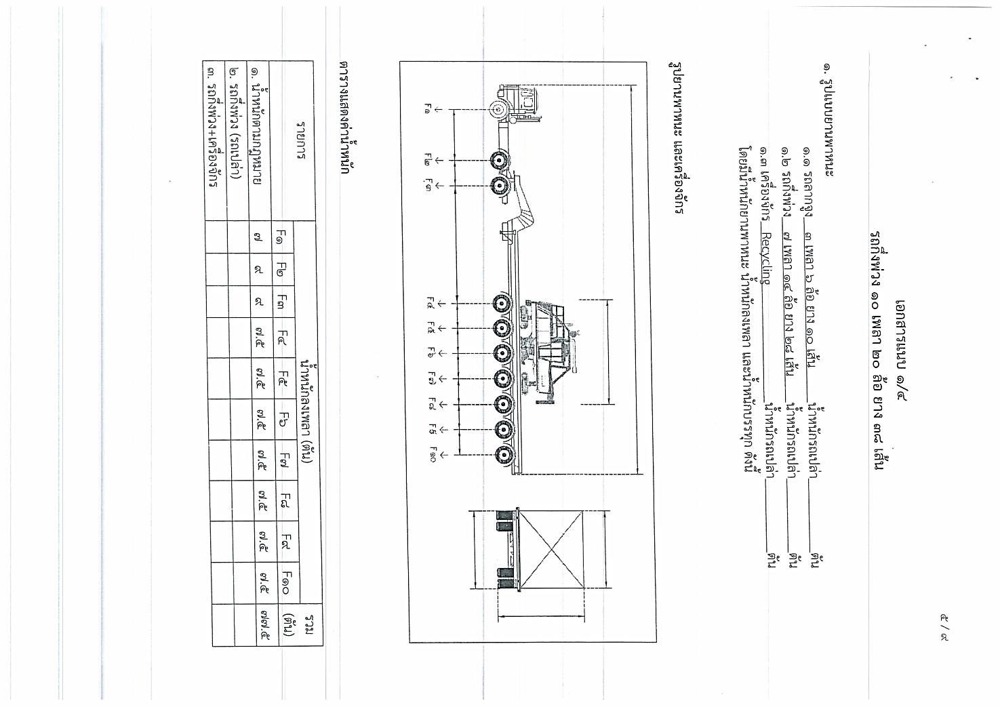 ๕ / ๙
เอกสารแนบ ๑/๔
รถกึ่งพ่วง ๑๐ เพลา ๒๐ ล้อ ยาง ๓๘ เส้น
๑. รูปแบบยานพาหนะ
๑.๑ รถลากจูง ๓ เพลา ๖ ล้อ ยาง ๑๐ เส้น น้ำหนักรถเปล่า ตัน
๑.๒ รถกึ่งพ่วง ๗ เพลา ๑๔ ล้อ ยาง ๒๘ เส้น น้ำหนักรถเปล่า ตัน
๑.๓ เครื่องจักร Recycling น้ำหนักรถเปล่า ตัน
โดยมีน้ำหนักยานพาหนะ น้ำหนักลงเพลา และน้ำหนักบรรทุก ดังนี้
รูปยานพาหนะ และเครื่องจักร
F๑ F๒ F๓ F๔ F๕ F๖ F๗ F๘ F๙ F๑๐
ตารางแสดงค่าน้ำหนัก
รายการ น้ำหนักลงเพลา (ตัน) รวม (ตัน)
F๑ F๒ F๓ F๔ F๕ F๖ F๗ F๘ F๙ F๑๐
๑. น้ำหนักตามกฎหมาย ๗ ๙ ๙ ๗.๕ ๗.๕ ๗.๕ ๗.๕ ๗.๕ ๗.๕ ๗.๕ ๗๗.๕
๒. รถกึ่งพ่วง (รถเปล่า)
๓. รถกึ่งพ่วง+เครื่องจักร